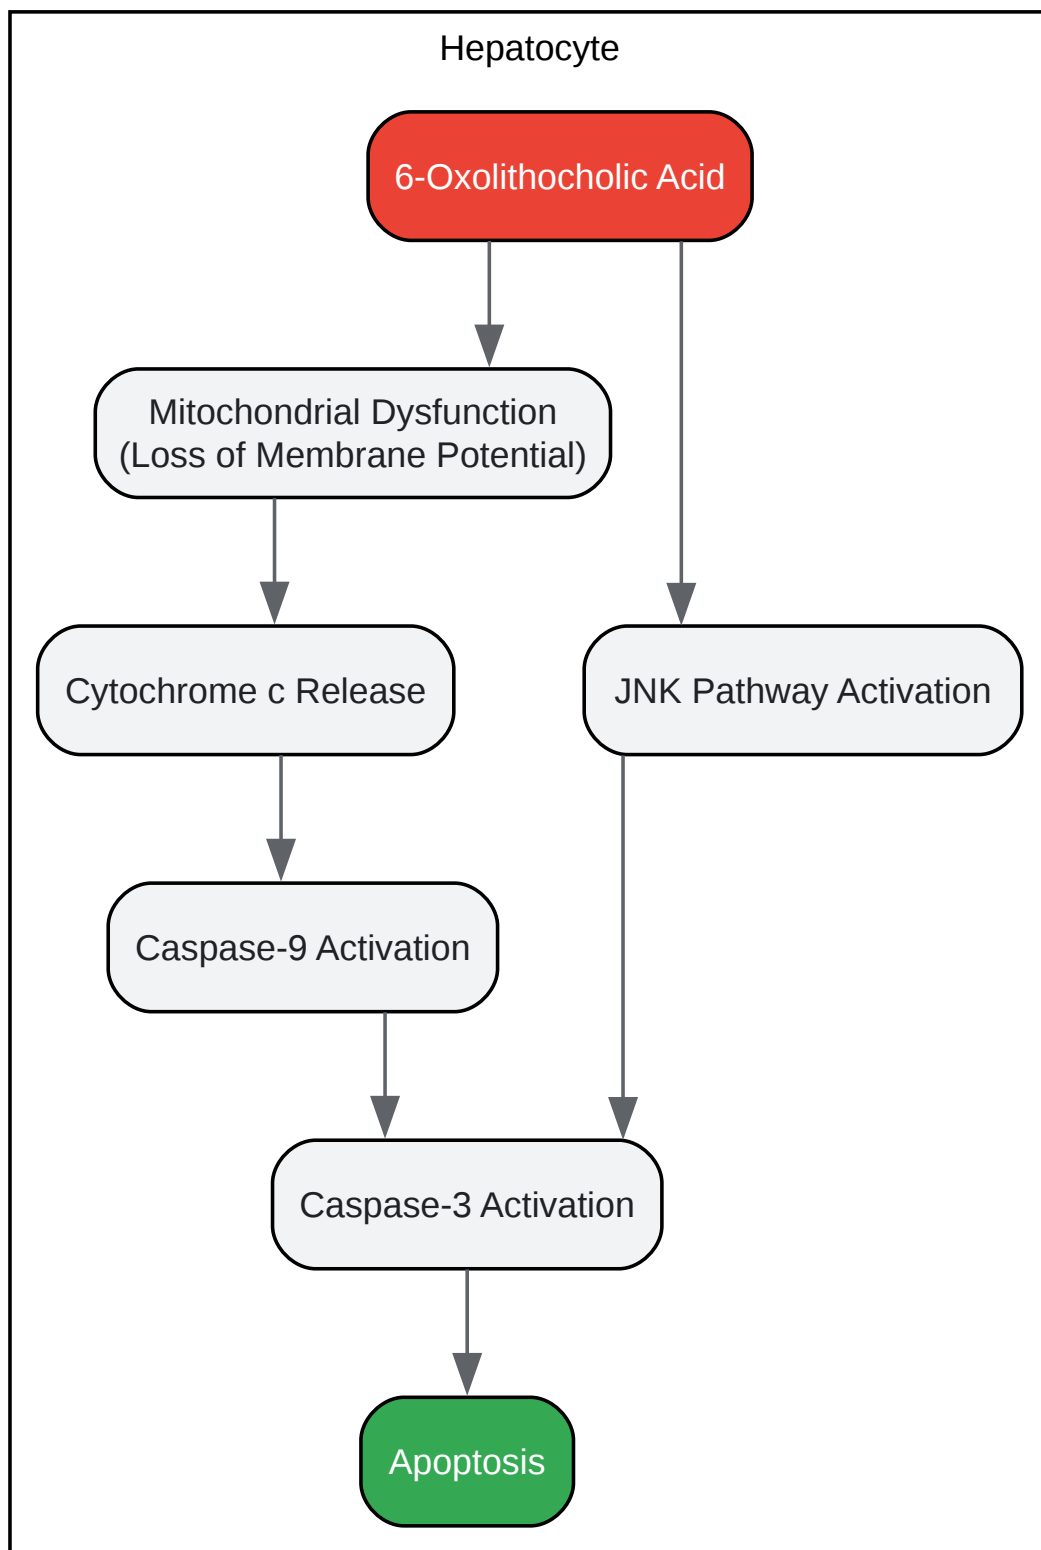 Hepatocyte
6-Oxolithocholic Acid
Mitochondrial Dysfunction
(Loss of Membrane Potential)
Cytochrome c Release
JNK Pathway Activation
Caspase-9 Activation
Caspase-3 Activation
Apoptosis